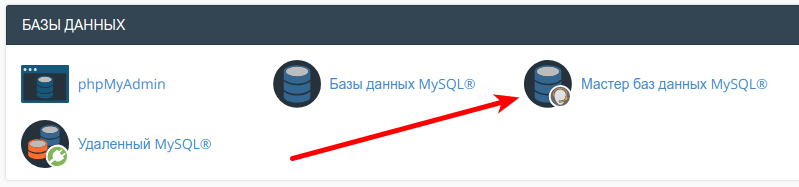 БАЗЫ ДАННЫХ
phpMyAdmin
Базы данных MySQL®
Мастер баз данных MySQL®
Удаленный MySQL®